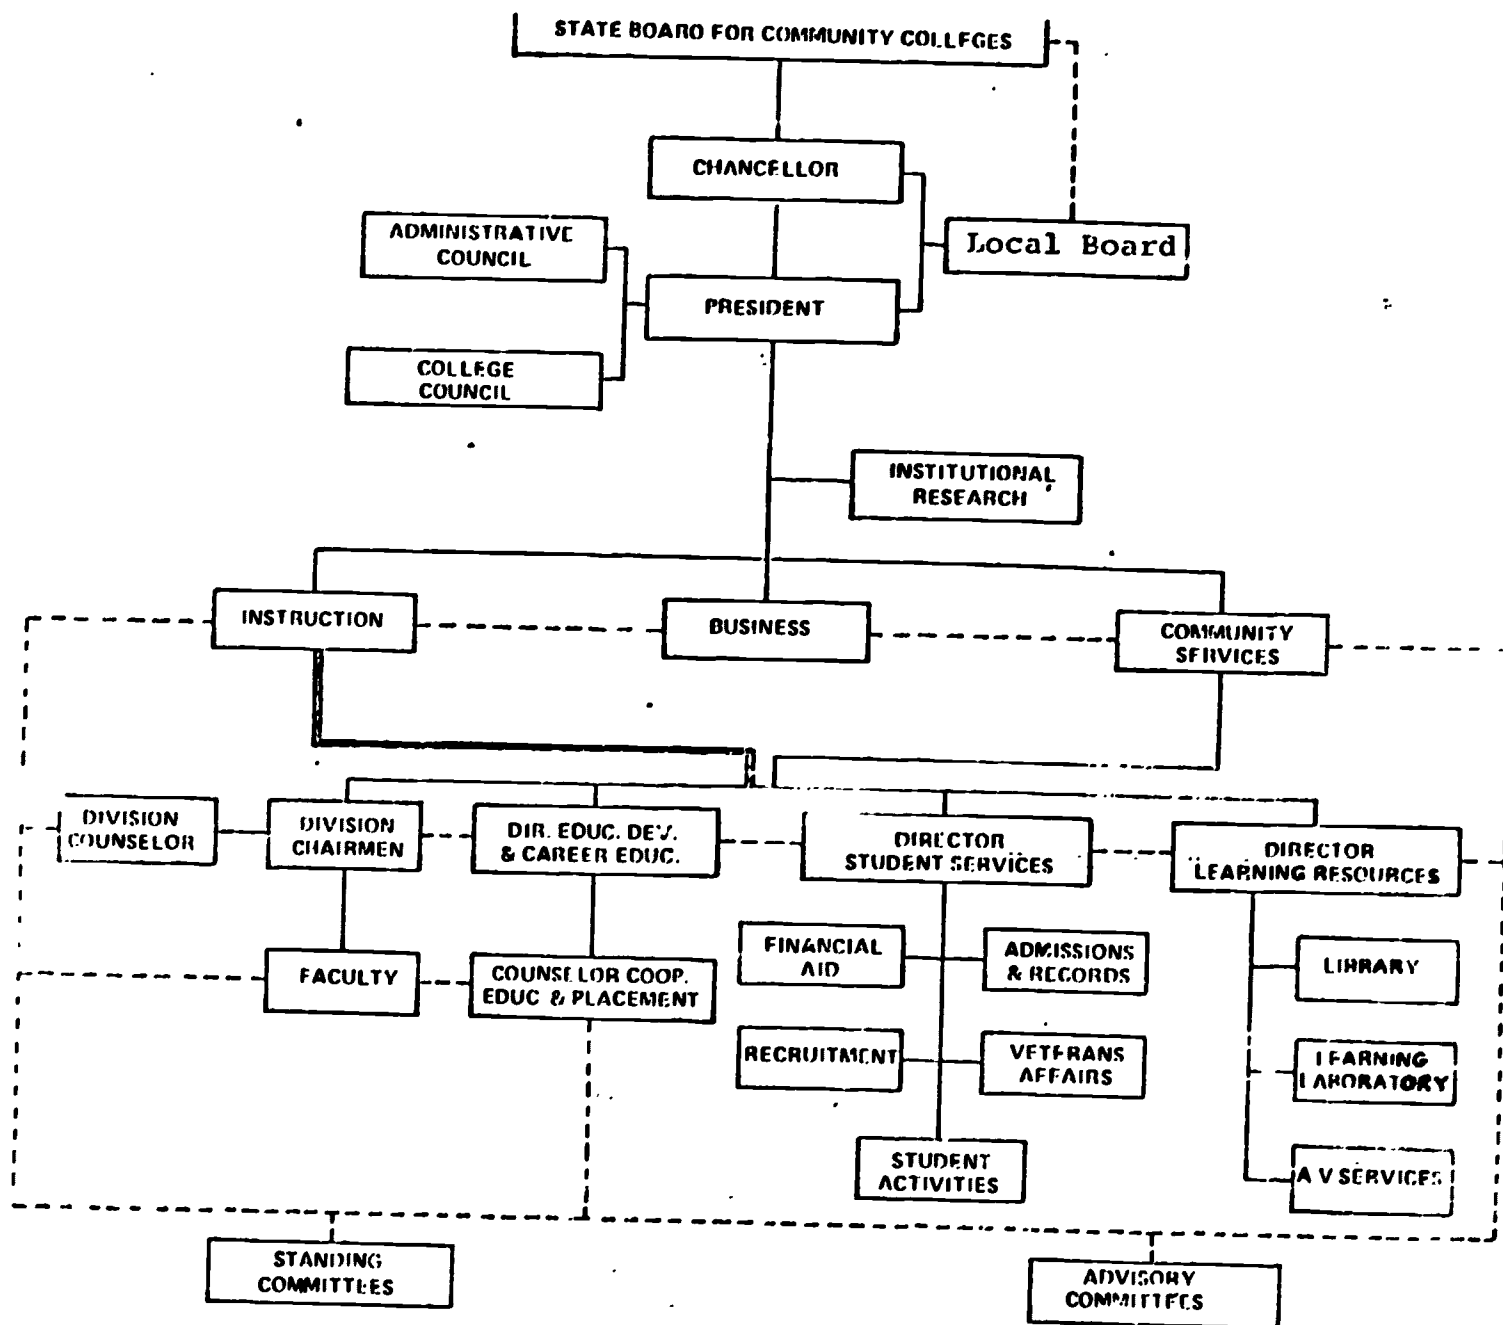 STATE BOARD FOR COMMUNITY COLLEGES
CHANCELLOR
ADMINISTRATIVE
COUNCIL
Local Board
PRESIDENT
COLLEGE
COUNCIL
INSTITUTIONAL
RESEARCH
INSTRUCTION
BUSINESS
COMMUNITY
SERVICES
DIVISION
COUNSELOR
DIVISION
CHAIRMEN
DIR. EDUC. DEV.
& CAREER EDUC.
DIRECTOR
STUDENT SERVICES
DIRECTOR
LEARNING RESOURCES
FACULTY
COUNSELOR COOP.
EDUC & PLACEMENT
FINANCIAL
AID
ADMISSIONS
& RECORDS
LIBRARY
RECRUITMENT
VETERANS
AFFAIRS
LEARNING
LABORATORY
STUDENT
ACTIVITIES
A V SERVICES
STANDING
COMMITTEES
ADVISORY
COMMITTEES